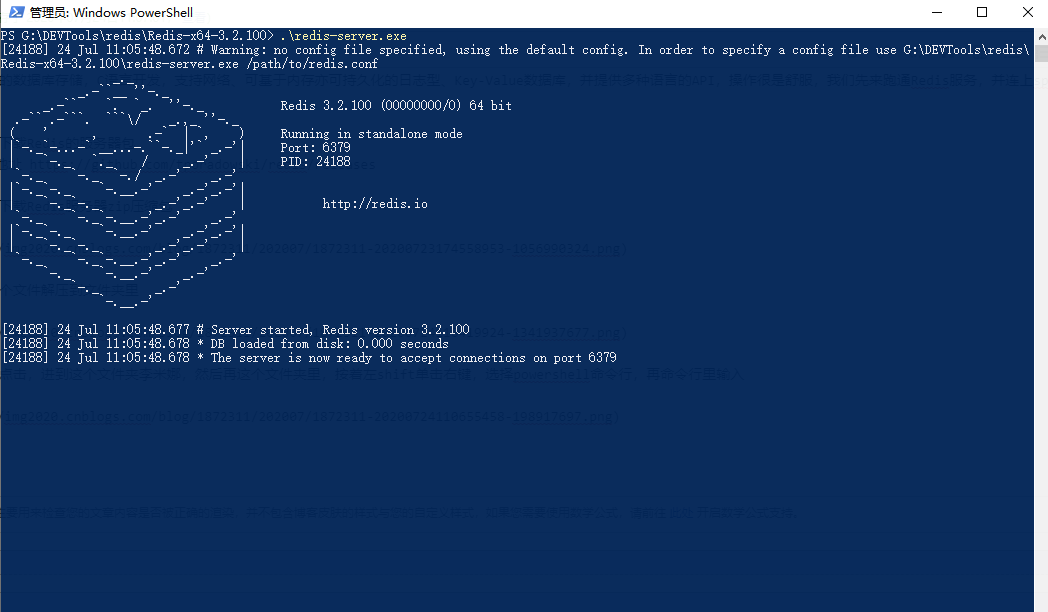 管理员: Windows PowerShell
PS G:\DEVTools\redis\Redis-x64-3.2.100> .\redis-server.exe
[24188] 24 Jul 11:05:48.672 # Warning: no config file specified, using the default config. In order to specify a config file use G:\DEVTools\redis\
Redis-x64-3.2.100\redis-server.exe /path/to/redis.conf
Redis 3.2.100 (00000000/0) 64 bit
Running in standalone mode
Port: 6379
PID: 24188
http://redis.io
[24188] 24 Jul 11:05:48.677 # Server started, Redis version 3.2.100
[24188] 24 Jul 11:05:48.678 * DB loaded from disk: 0.000 seconds
[24188] 24 Jul 11:05:48.678 * The server is now ready to accept connections on port 6379